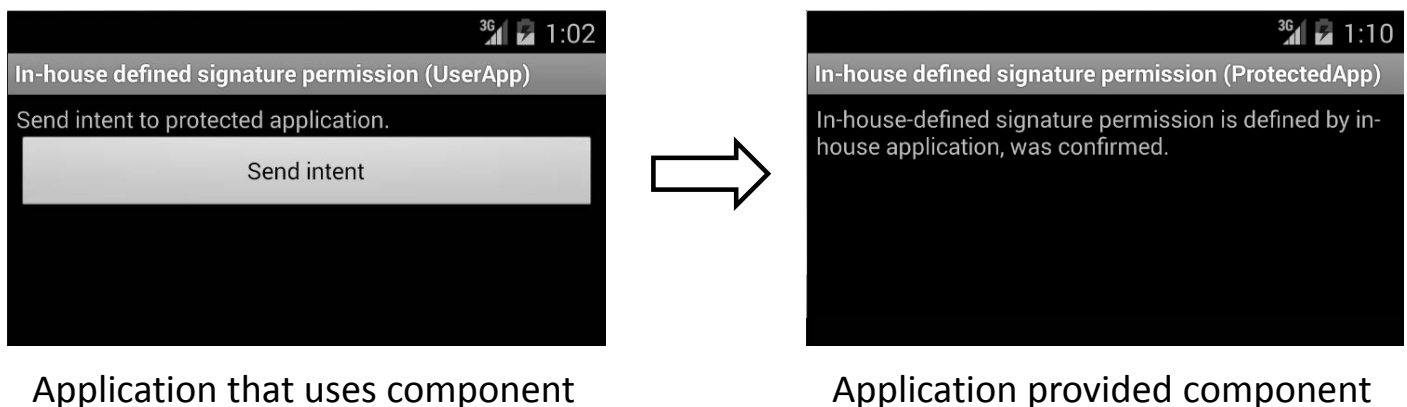 3G 1:02
In-house defined signature permission (UserApp)
Send intent to protected application.
Send intent
Application that uses component
3G 1:10
In-house defined signature permission (ProtectedApp)
In-house-defined signature permission is defined by in-
house application, was confirmed.
Application provided component